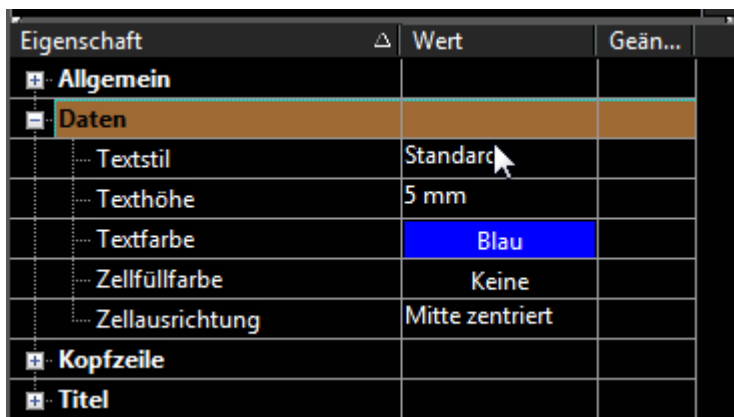 Eigenschaft Wert Geän...
Allgemein
Daten
Textstil Standard
Texthöhe 5 mm
Textfarbe Blau
Zellfüllfarbe Keine
Zellausrichtung Mitte zentriert
Kopfzeile
Titel